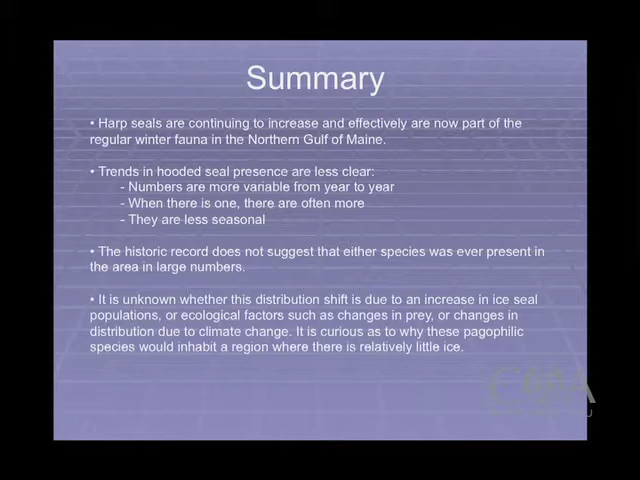 Summary
• Harp seals are continuing to increase and effectively are now part of the
regular winter fauna in the Northern Gulf of Maine.
• Trends in hooded seal presence are less clear:
- Numbers are more variable from year to year
- When there is one, there are often more
- They are less seasonal
• The historic record does not suggest that either species was ever present in
the area in large numbers.
• It is unknown whether this distribution shift is due to an increase in ice seal
populations, or ecological factors such as changes in prey, or changes in
distribution due to climate change. It is curious as to why these pagophilic
species would inhabit a region where there is relatively little ice.